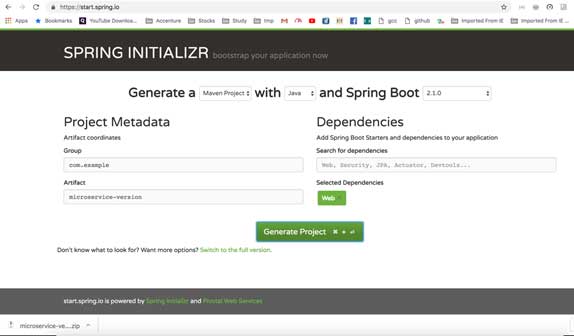 https://start.spring.io
Apps Bookmarks YouTube Downloa... Accenture Stocks Study Tmp gcc github Imported From IE Imported From IE ...
SPRING INITIALIZR bootstrap your application now
Generate a Maven Project with Java and Spring Boot 2.1.0
Project Metadata
Artifact coordinates
Group
com.example
Artifact
microservice-version
Dependencies
Add Spring Boot Starters and dependencies to your application
Search for dependencies
Web, Security, JPA, Actuator, Devtools...
Selected Dependencies
Web ×
Generate Project ⌘ + ⏎
Don't know what to look for? Want more options? Switch to the full version.
start.spring.io is powered by Spring Initializr and Pivotal Web Services
microservice-ve....zip